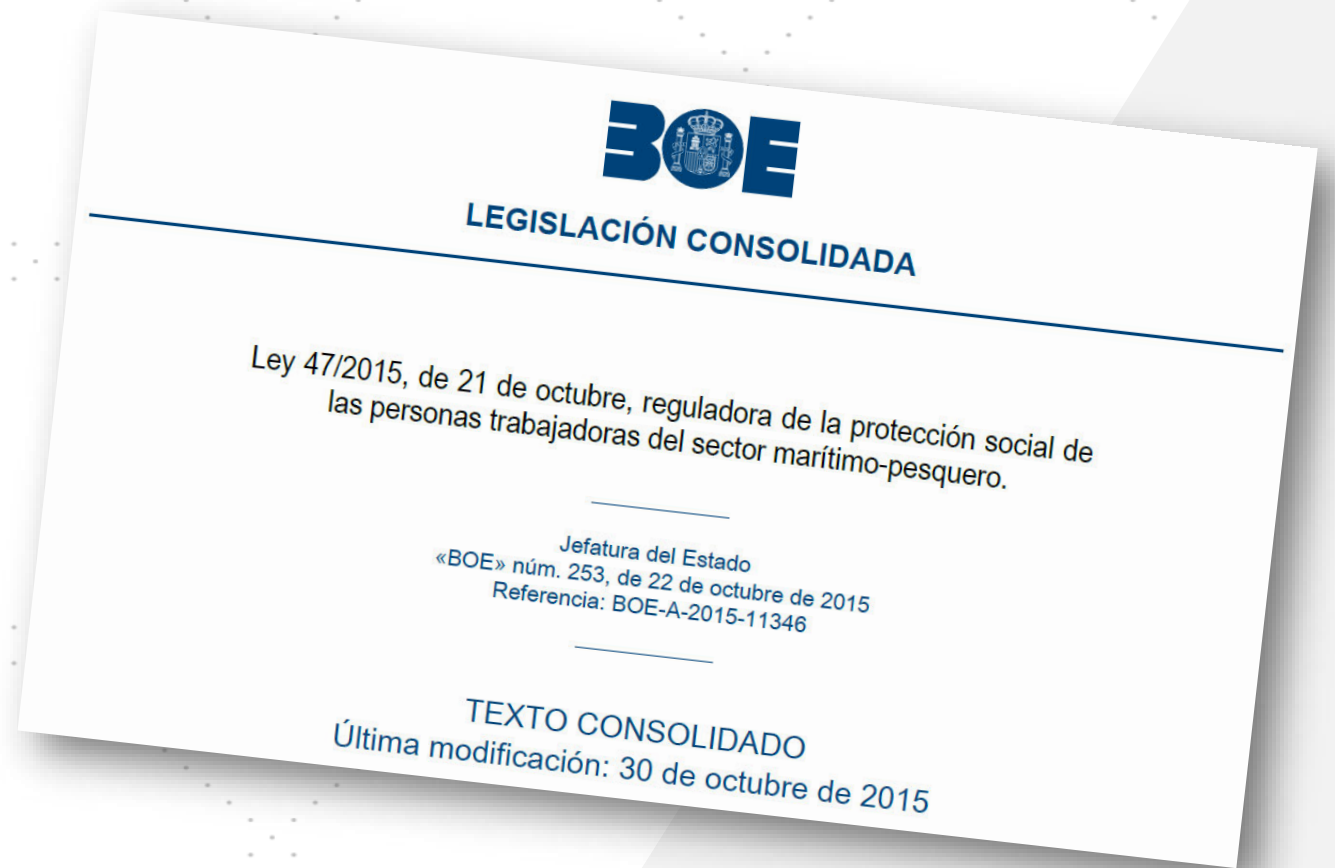 BOE
LEGISLACIÓN CONSOLIDADA
Ley 47/2015, de 21 de octubre, reguladora de la protección social de
las personas trabajadoras del sector marítimo-pesquero.
Jefatura del Estado
«BOE» núm. 253, de 22 de octubre de 2015
Referencia: BOE-A-2015-11346
TEXTO CONSOLIDADO
Última modificación: 30 de octubre de 2015